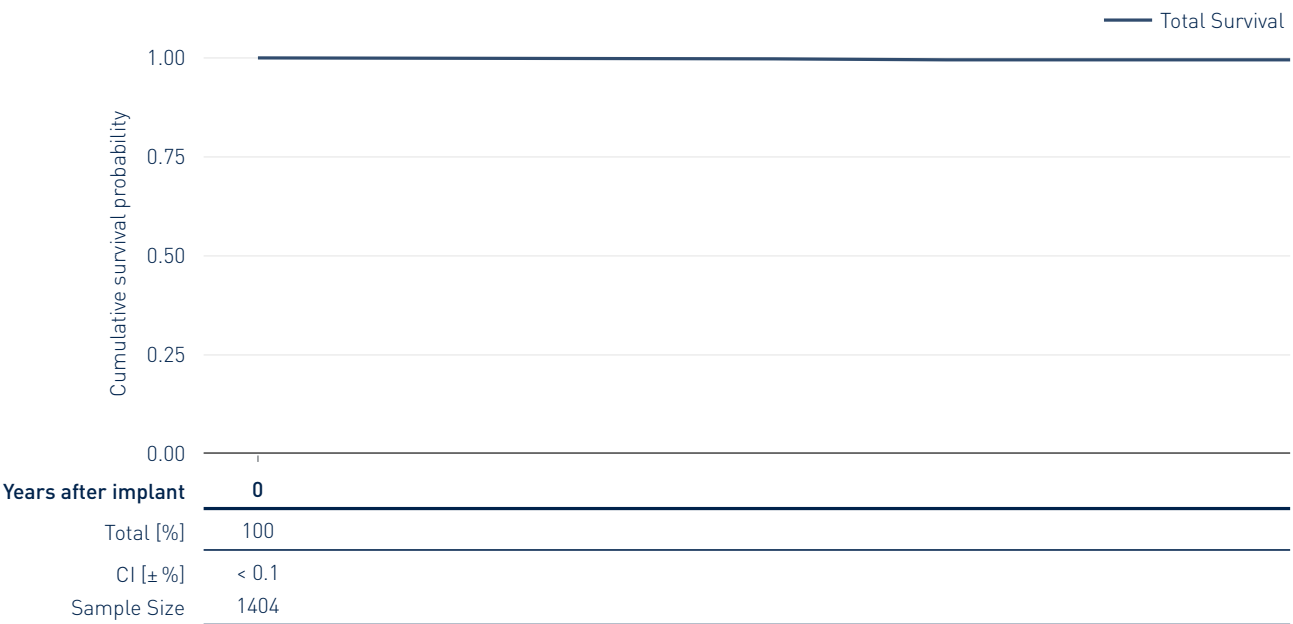 Total Survival
1.00
Cumulative survival probability
0.75
0.50
0.25
0.00
Years after implant 0
Total [%] 100
CI [± %] < 0.1
Sample Size 1404